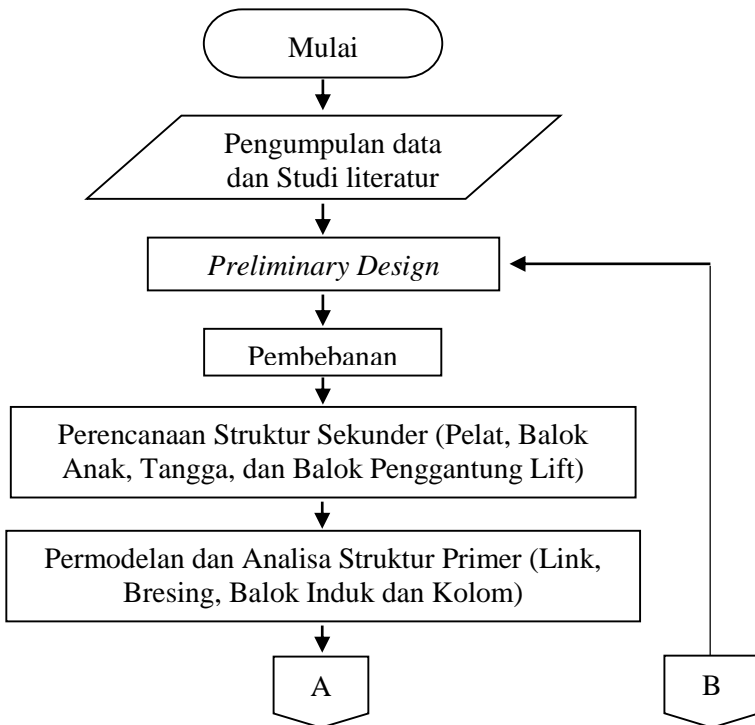 Mulai
Pengumpulan data
dan Studi literatur
Preliminary Design
Pembebanan
Perencanaan Struktur Sekunder (Pelat, Balok
Anak, Tangga, dan Balok Penggantung Lift)
Permodelan dan Analisa Struktur Primer (Link,
Bresing, Balok Induk dan Kolom)
A
B